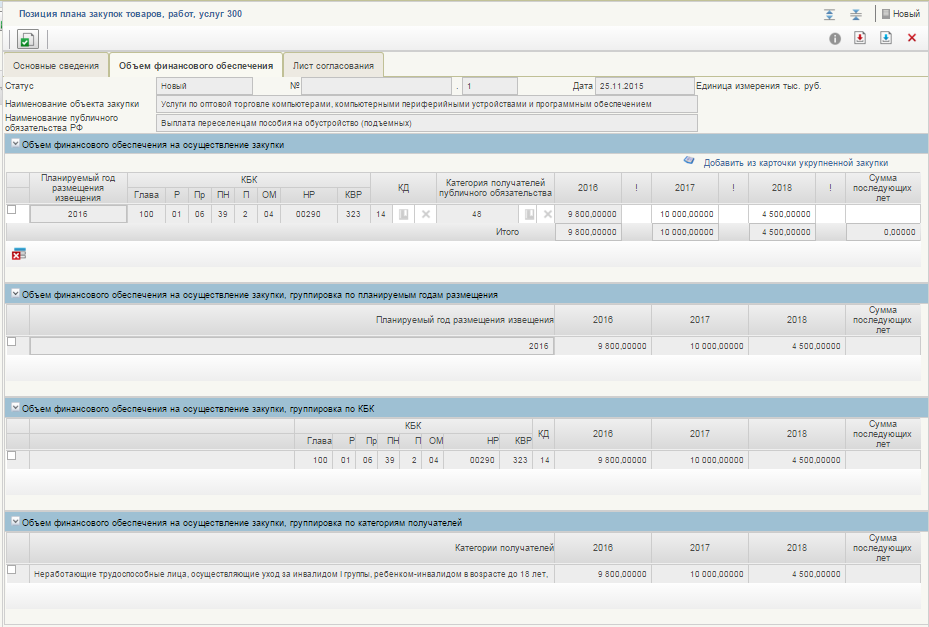 Позиция плана закупок товаров, работ, услуг 300
Новый
Основные сведения Объем финансового обеспечения Лист согласования
Статус Новый № . 1 Дата 25.11.2015 Единица измерения тыс. руб.
Наименование объекта закупки Услуги по оптовой торговле компьютерами, компьютерными периферийными устройствами и программным обеспечением
Наименование публичного
обязательства РФ
Выплата переселенцам пособия на обустройство (подъемных)
Объем финансового обеспечения на осуществление закупки
Добавить из карточки укрупненной закупки
Планируемый год
размещения
извещения
КБК
Глава Р Пр ПН П ОМ НР КВР
КД
Категория получателей
публичного обязательства
2016 ! 2017 ! 2018 !
Сумма
последующих
лет
2016 100 01 06 39 2 04 00290 323 14 48 9 800,00000 10 000,00000 4 500,00000
Итого 9 800,00000 10 000,00000 4 500,00000 0,00000
Объем финансового обеспечения на осуществление закупки, группировка по планируемым годам размещения
Планируемый год размещения извещения 2016 2017 2018
Сумма
последующих
лет
2016 9 800,00000 10 000,00000 4 500,00000
Объем финансового обеспечения на осуществление закупки, группировка по КБК
КБК
Глава Р Пр ПН П ОМ НР КВР
КД 2016 2017 2018
Сумма
последующих
лет
100 01 06 39 2 04 00290 323 14 9 800,00000 10 000,00000 4 500,00000
Объем финансового обеспечения на осуществление закупки, группировка по категориям получателей
Категории получателей 2016 2017 2018
Сумма
последующих
лет
Неработающие трудоспособные лица, осуществляющие уход за инвалидом I группы, ребенком-инвалидом в возрасте до 18 лет, 9 800,00000 10 000,00000 4 500,00000